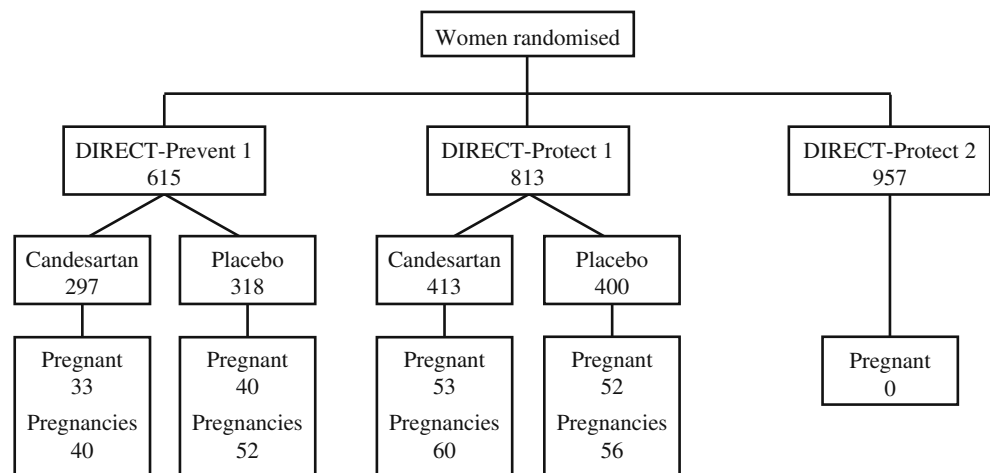 Women randomised
DIRECT-Prevent 1
615
DIRECT-Protect 1
813
DIRECT-Protect 2
957
Candesartan
297
Placebo
318
Candesartan
413
Placebo
400
Pregnant
33
Pregnancies
40
Pregnant
40
Pregnancies
52
Pregnant
53
Pregnancies
60
Pregnant
52
Pregnancies
56
Pregnant
0